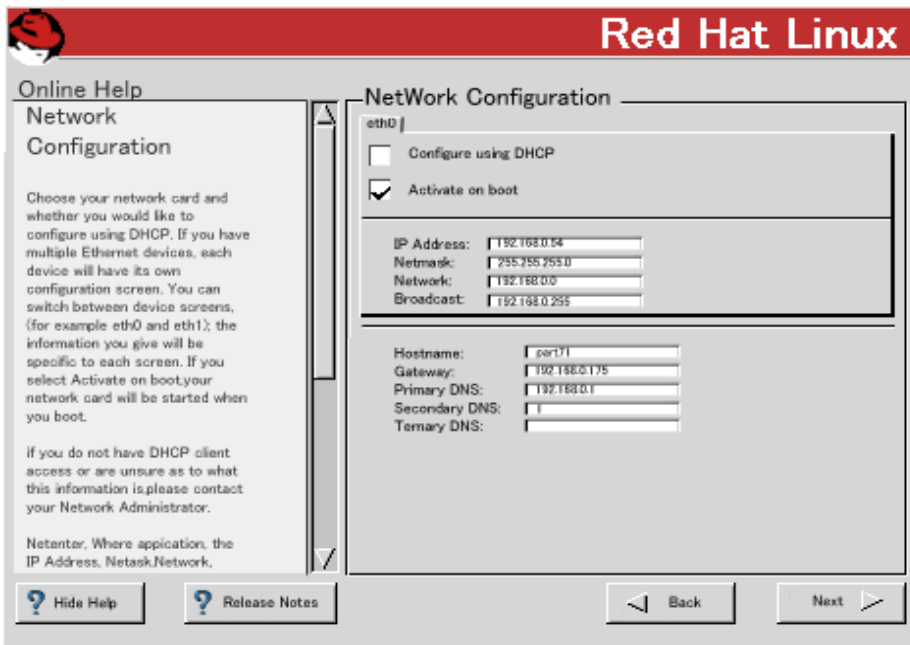 Red Hat Linux
Online Help
Network
Configuration
Choose your network card and
whether you would like to
configure using DHCP. If you have
multiple Ethernet devices, each
device will have its own
configuration screen. You can
switch between device screens,
(for example eth0 and eth1); the
information you give will be
specific to each screen. If you
select Activate on boot,your
network card will be started when
you boot.
if you do not have DHCP client
access or are unsure as to what
this information is,please contact
your Network Administrator.
Netenter, Where appication, the
IP Address, Netask,Network,
NetWork Configuration
eth0
Configure using DHCP
Activate on boot
IP Address: 192.168.0.54
Netmask: 255.255.255.0
Network: 192.168.0.0
Broadcast: 192.168.0.255
Hostname: part71
Gateway: 192.168.0.175
Primary DNS: 192.168.0.1
Secondary DNS:
Ternary DNS:
Hide Help
Release Notes
Back
Next